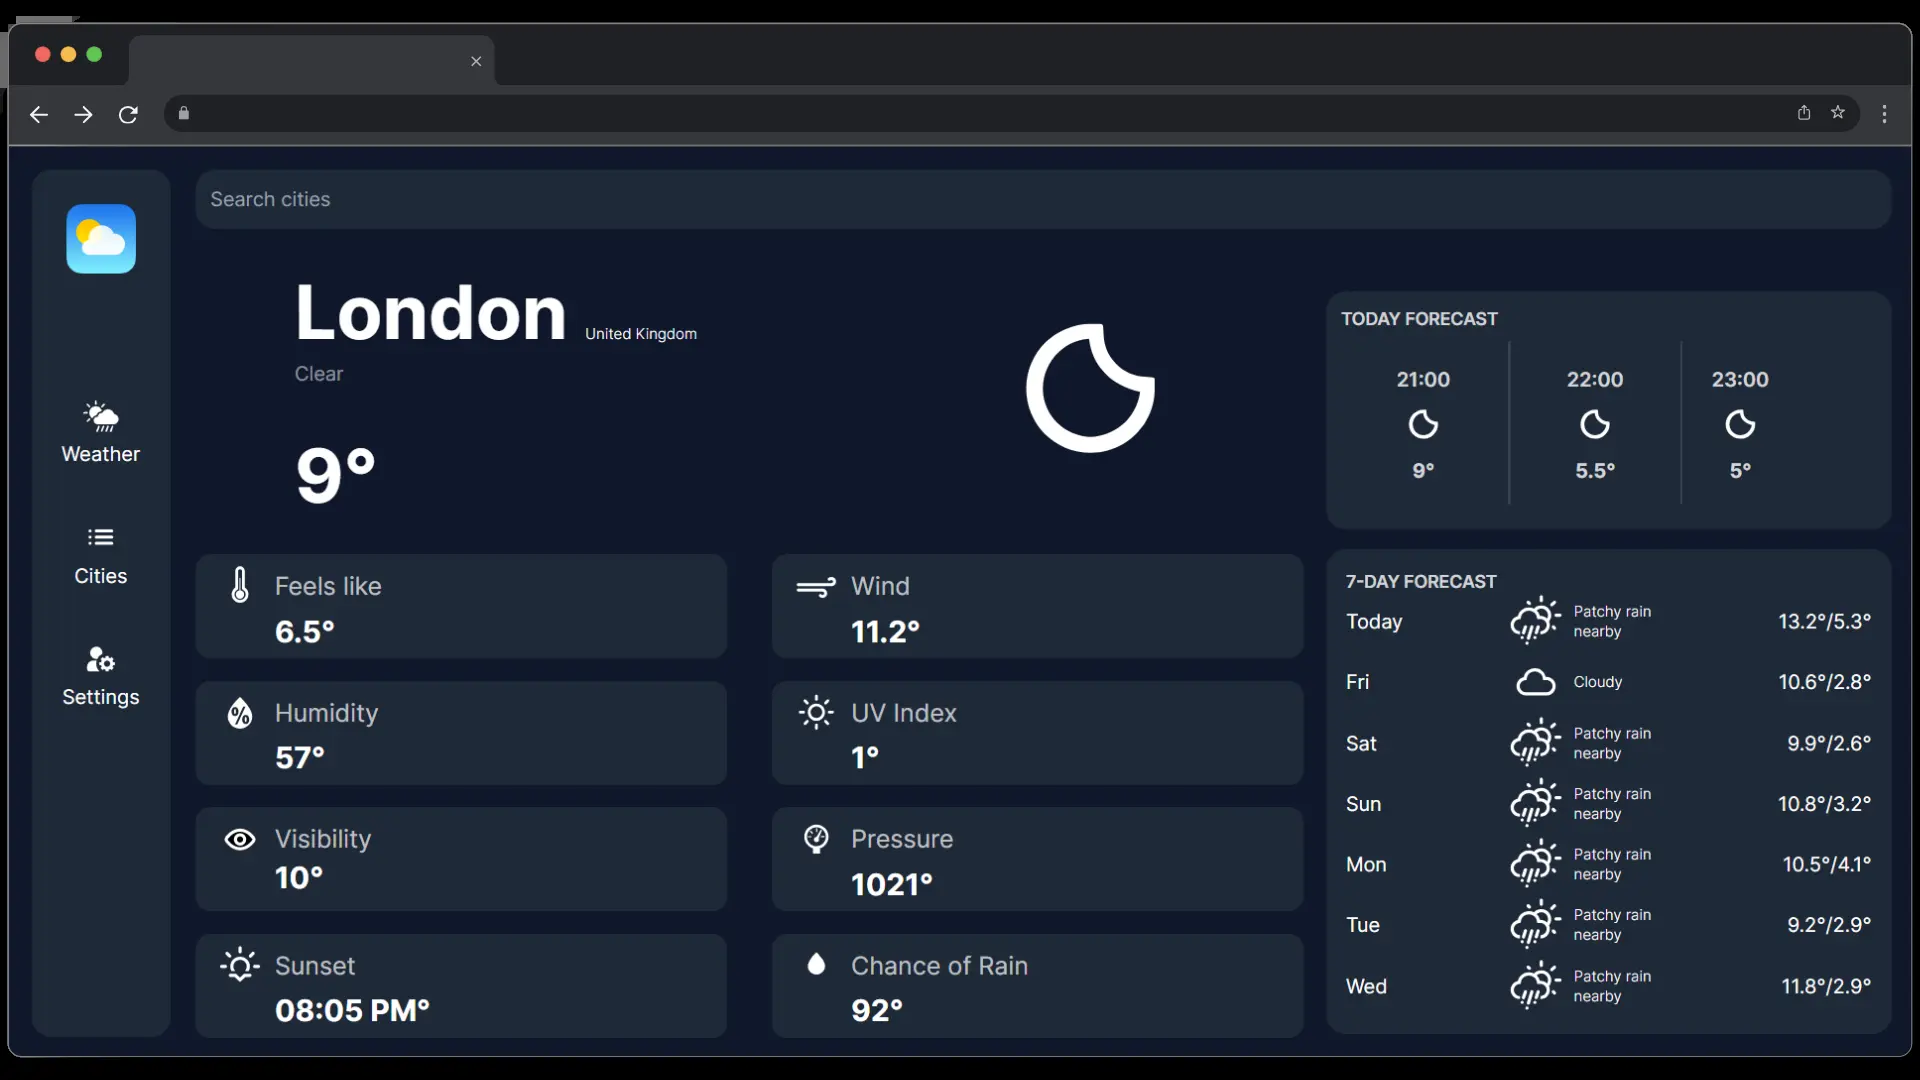 Search cities
Weather
Cities
Settings
London United Kingdom
Clear
9°
Feels like
6.5°
Wind
11.2°
Humidity
57°
UV Index
1°
Visibility
10°
Pressure
1021°
Sunset
08:05 PM°
Chance of Rain
92°
TODAY FORECAST
21:00 22:00 23:00
9° 5.5° 5°
7-DAY FORECAST
Today Patchy rain nearby 13.2°/5.3°
Fri Cloudy 10.6°/2.8°
Sat Patchy rain nearby 9.9°/2.6°
Sun Patchy rain nearby 10.8°/3.2°
Mon Patchy rain nearby 10.5°/4.1°
Tue Patchy rain nearby 9.2°/2.9°
Wed Patchy rain nearby 11.8°/2.9°